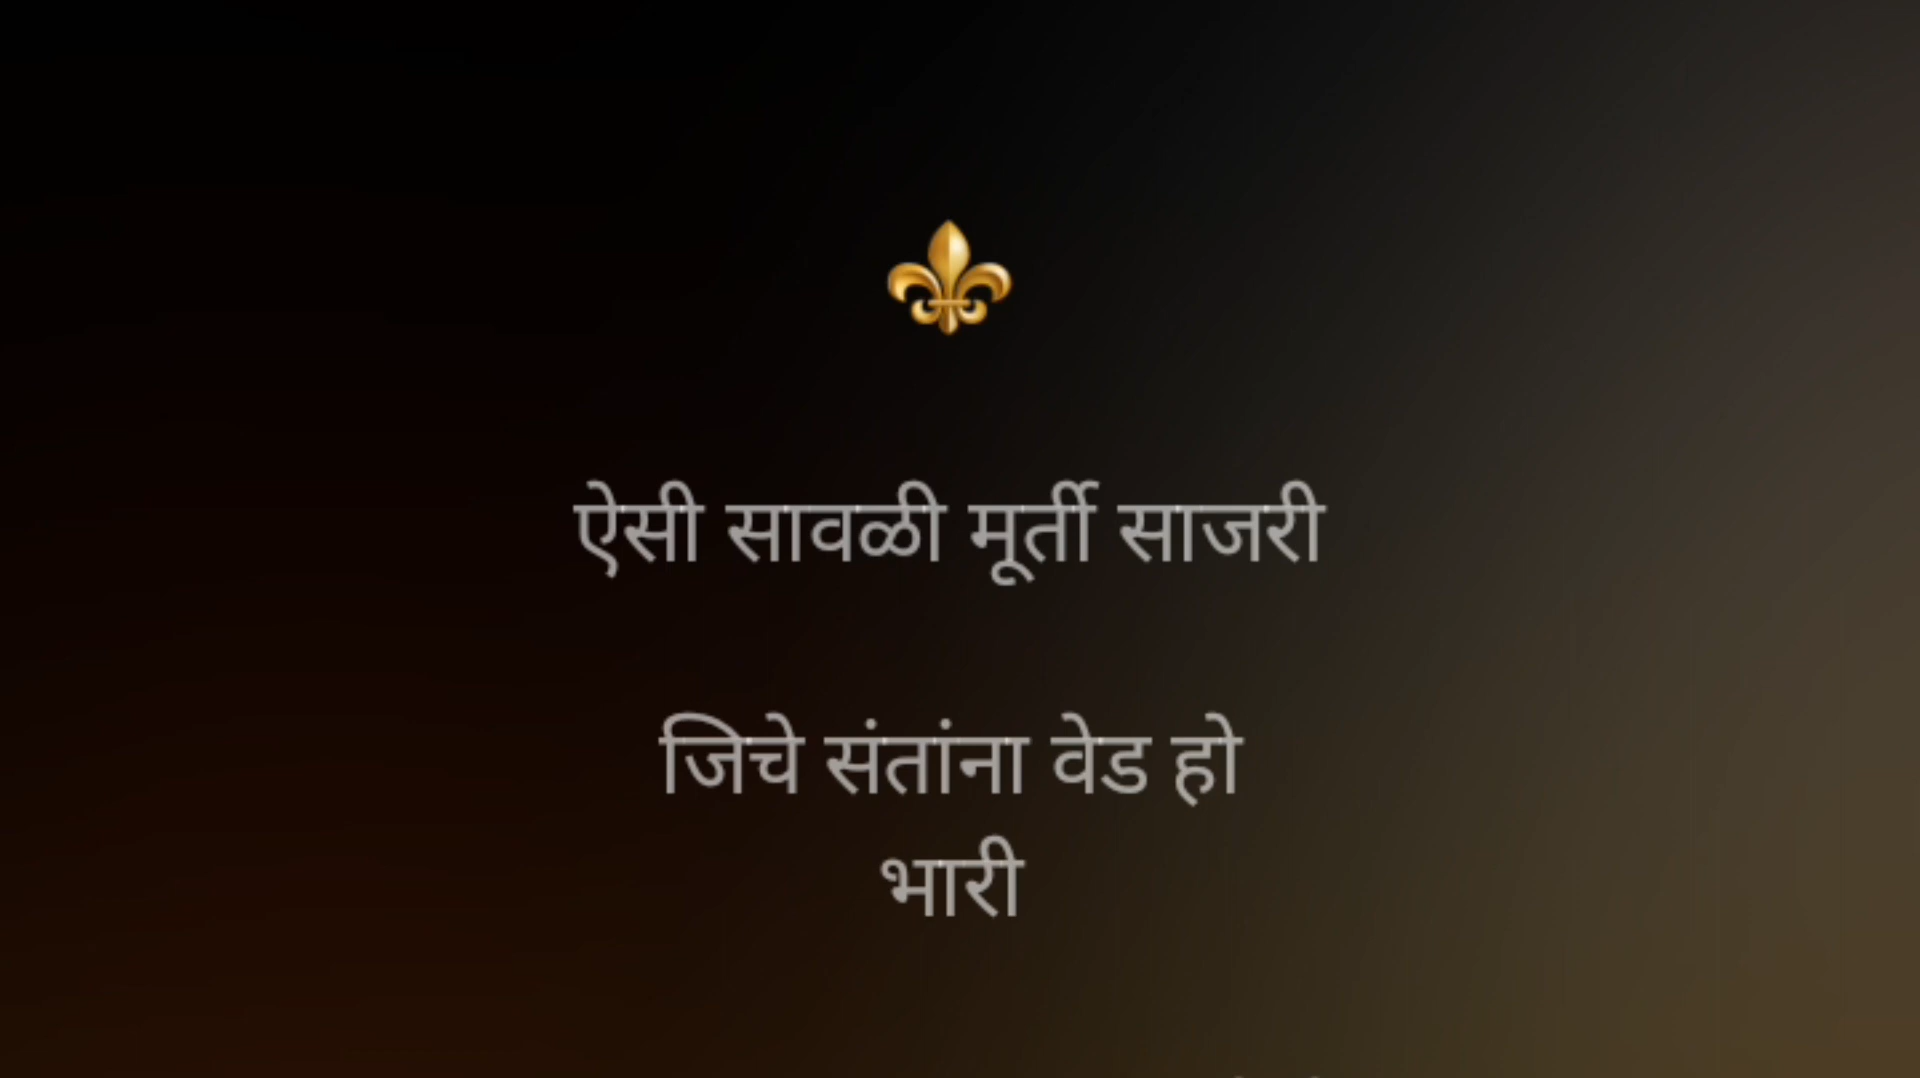 ऐसी सावळी मूर्ती साजरी
जिचे संतांना वेड हो
भारी